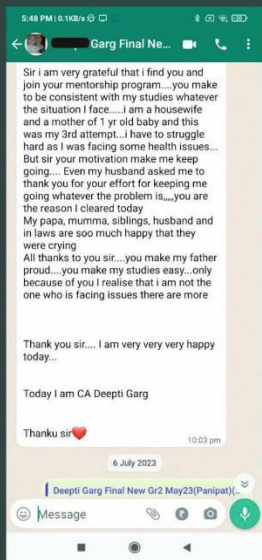 5:48 PM | 0.1KB/s
Garg Final Ne...
Sir i am very grateful that i find you and
join your mentorship program....you make
to be consistent with my studies whatever
the situation I face.....i am a housewife
and a mother of 1 yr old baby and this
was my 3rd attempt...i have to struggle
hard as I was facing some health issues...
But sir your motivation make me keep
going.... Even my husband asked me to
thank you for your effort for keeping me
going whatever the problem is,,,,,you are
the reason I cleared today
My papa, mumma, siblings, husband and
in laws are soo much happy that they
were crying
All thanks to you sir....you make my father
proud....you make my studies easy...only
because of you I realise that i am not the
one who is facing issues there are more
Thank you sir.... I am very very very happy
today...
Today I am CA Deepti Garg
Thanku sir❤️
10:03 pm
6 July 2023
Deepti Garg Final New Gr2 May23(Panipat)(..
Message